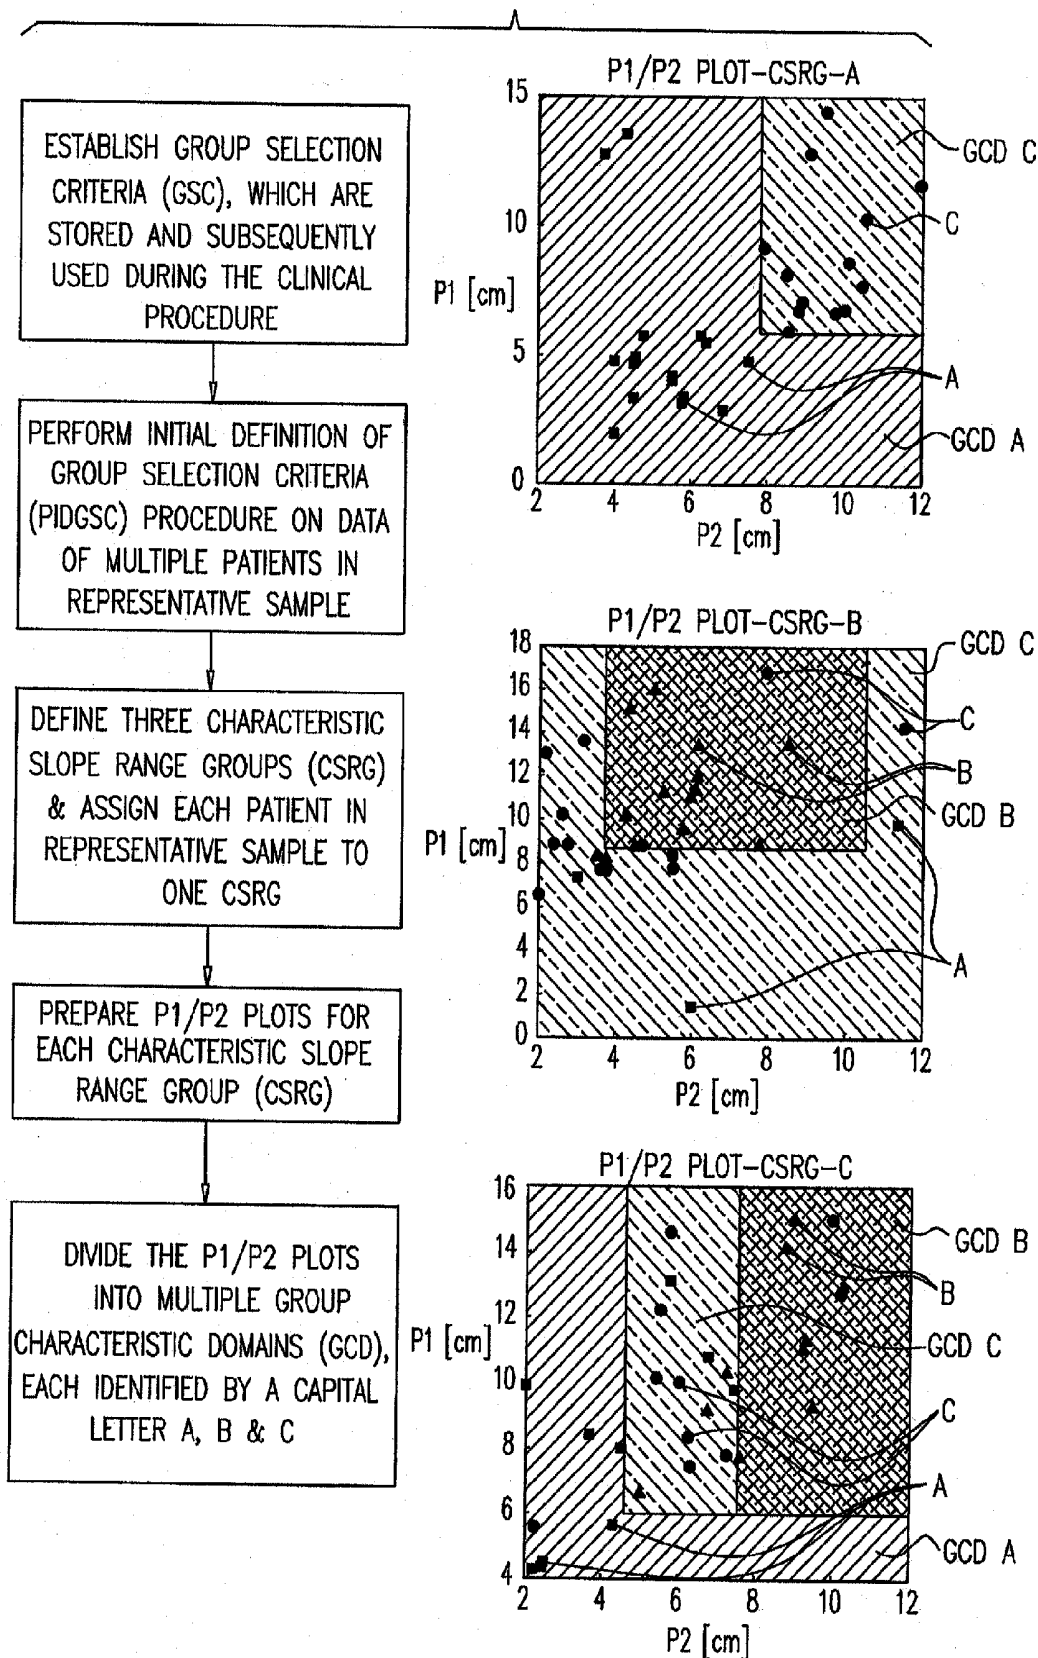 ESTABLISH GROUP SELECTION
CRITERIA (GSC), WHICH ARE
STORED AND SUBSEQUENTLY
USED DURING THE CLINICAL
PROCEDURE
PERFORM INITIAL DEFINITION OF
GROUP SELECTION CRITERIA
(PIDGSC) PROCEDURE ON DATA
OF MULTIPLE PATIENTS IN
REPRESENTATIVE SAMPLE
DEFINE THREE CHARACTERISTIC
SLOPE RANGE GROUPS (CSRG)
& ASSIGN EACH PATIENT IN
REPRESENTATIVE SAMPLE TO
ONE CSRG
PREPARE P1/P2 PLOTS FOR
EACH CHARACTERISTIC SLOPE
RANGE GROUP (CSRG)
DIVIDE THE P1/P2 PLOTS
INTO MULTIPLE GROUP
CHARACTERISTIC DOMAINS (GCD),
EACH IDENTIFIED BY A CAPITAL
LETTER A, B & C
P1/P2 PLOT-CSRG-A
15
10
P1 [cm]
5
0
2 4 6 8 10 12
P2 [cm]
GCD C
C
A
GCD A
P1/P2 PLOT-CSRG-B
18
16
14
12
10
P1 [cm]
8
6
4
2
0
2 4 6 8 10 12
P2 [cm]
GCD C
C
B
GCD B
A
P1/P2 PLOT-CSRG-C
16
14
12
P1 [cm]
10
8
6
4
2 4 6 8 10 12
P2 [cm]
GCD B
B
GCD C
C
A
GCD A